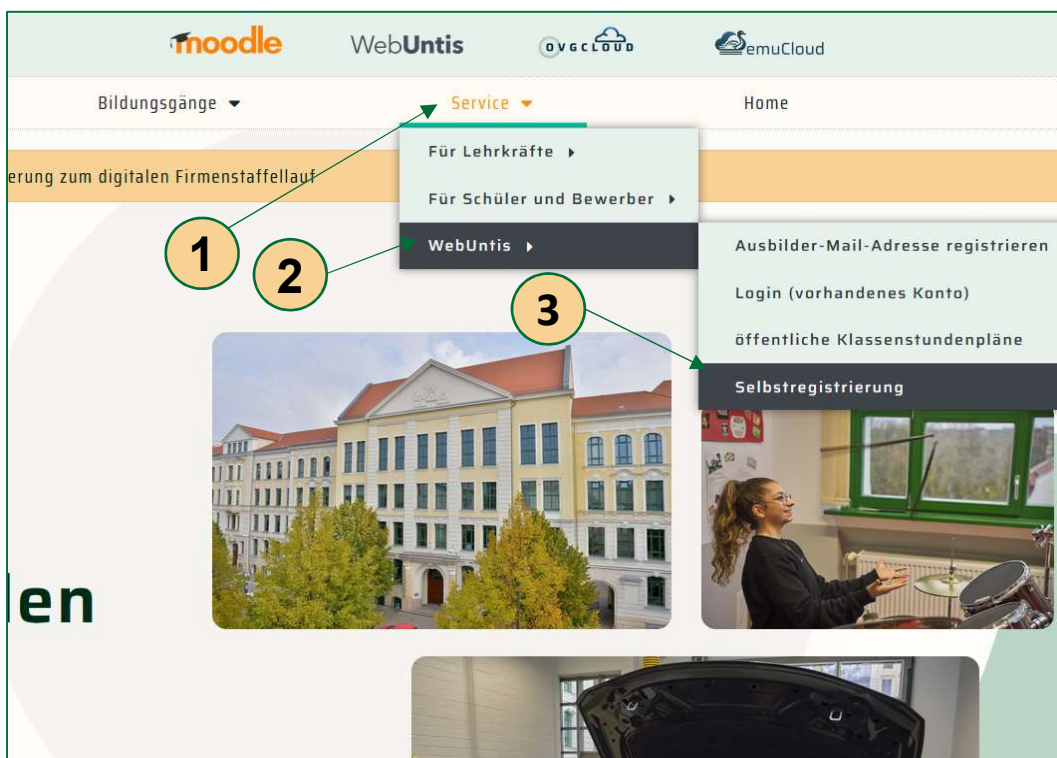 moodle WebUntis OVGCLOUD emuCloud
Bildungsgänge Service Home
Für Lehrkräfte
erung zum digitalen Firmenstaffellauf
Für Schüler und Bewerber
1
WebUntis
Ausbilder-Mail-Adresse registrieren
2
Login (vorhandenes Konto)
3
öffentliche Klassenstundenpläne
Selbstregistrierung
len